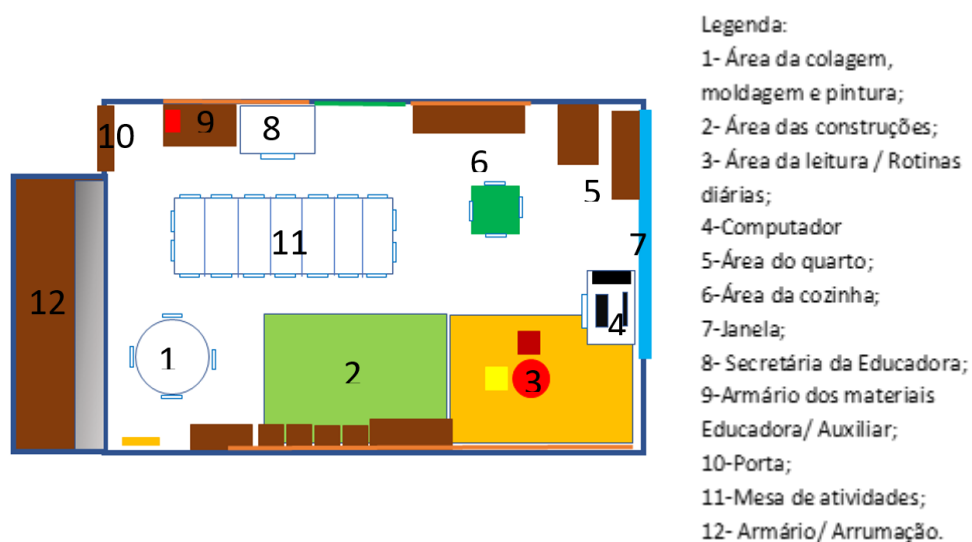 Legenda:
1- Área da colagem,
moldagem e pintura;
2- Área das construções;
3- Área da leitura / Rotinas
diárias;
4-Computador
5-Área do quarto;
6-Área da cozinha;
7-Janela;
8- Secretária da Educadora;
9-Armário dos materiais
Educadora/ Auxiliar;
10-Porta;
11-Mesa de atividades;
12- Armário/ Arrumação.
10
9
8
6
5
11
7
12
4
1
2
3